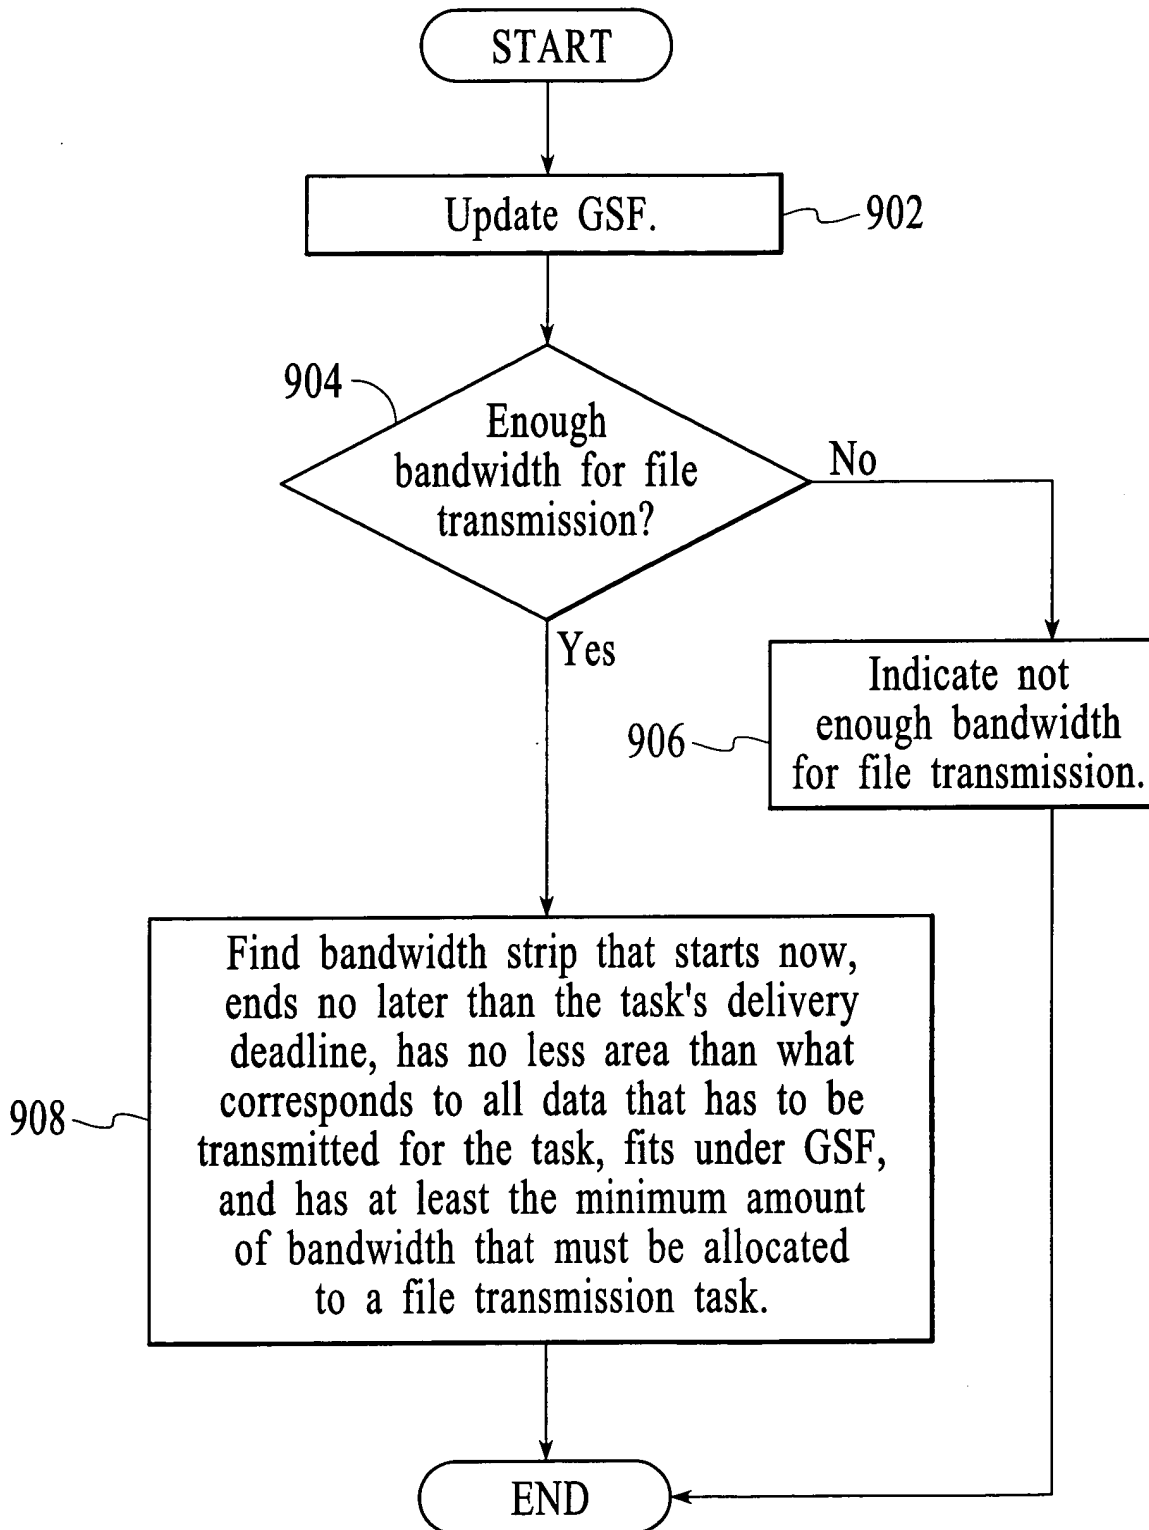 START
Update GSF.
902
904
Enough
bandwidth for file
transmission?
No
Yes
Indicate not
enough bandwidth
for file transmission.
906
Find bandwidth strip that starts now,
ends no later than the task's delivery
deadline, has no less area than what
corresponds to all data that has to be
transmitted for the task, fits under GSF,
and has at least the minimum amount
of bandwidth that must be allocated
to a file transmission task.
908
END